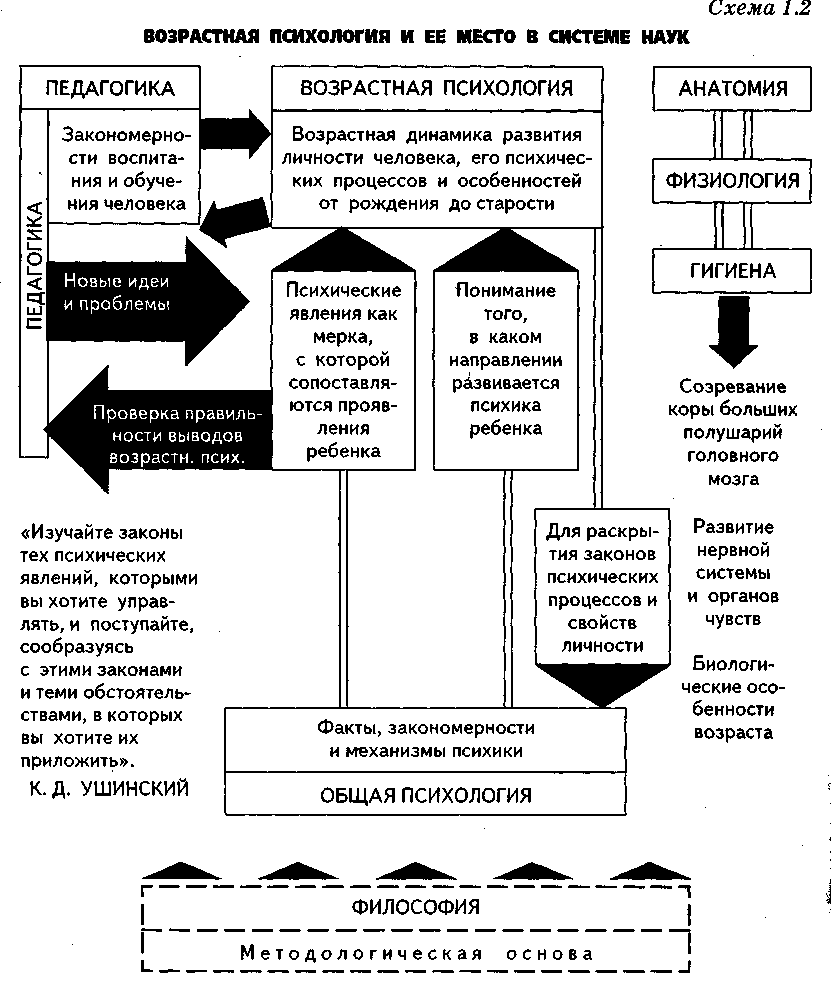 Схема 1.2
ВОЗРАСТНАЯ ПСИХОЛОГИЯ И ЕЕ МЕСТО В СИСТЕМЕ НАУК
ПЕДАГОГИКА
ПЕДАГОГИКА
Закономерно-
сти воспита-
ния и обуче-
ния человека
ВОЗРАСТНАЯ ПСИХОЛОГИЯ
Возрастная динамика развития
личности человека, его психичес-
ких процессов и особенностей
от рождения до старости
АНАТОМИЯ
ФИЗИОЛОГИЯ
ГИГИЕНА
Новые идеи
и проблемы
Проверка правиль-
ности выводов
возрастн. псих.
Психические
явления как
мерка,
с которой
сопоставля-
ются прояв-
ления
ребенка
Понимание
того,
в каком
направлении
развивается
психика
ребенка
Созревание
коры больших
полушарий
головного
мозга
Развитие
нервной
системы
и органов
чувств
Биологи-
ческие осо-
бенности
возраста
Для раскры-
тия законов
психических
процессов и
свойств
личности
«Изучайте законы
тех психических
явлений, которыми
вы хотите управ-
лять, и поступайте,
сообразуясь
с этими законами
и теми обстоятель-
ствами, в которых
вы хотите их
приложить».
К. Д. УШИНСКИЙ
Факты, закономерности
и механизмы психики
ОБЩАЯ ПСИХОЛОГИЯ
ФИЛОСОФИЯ
Методологическая основа